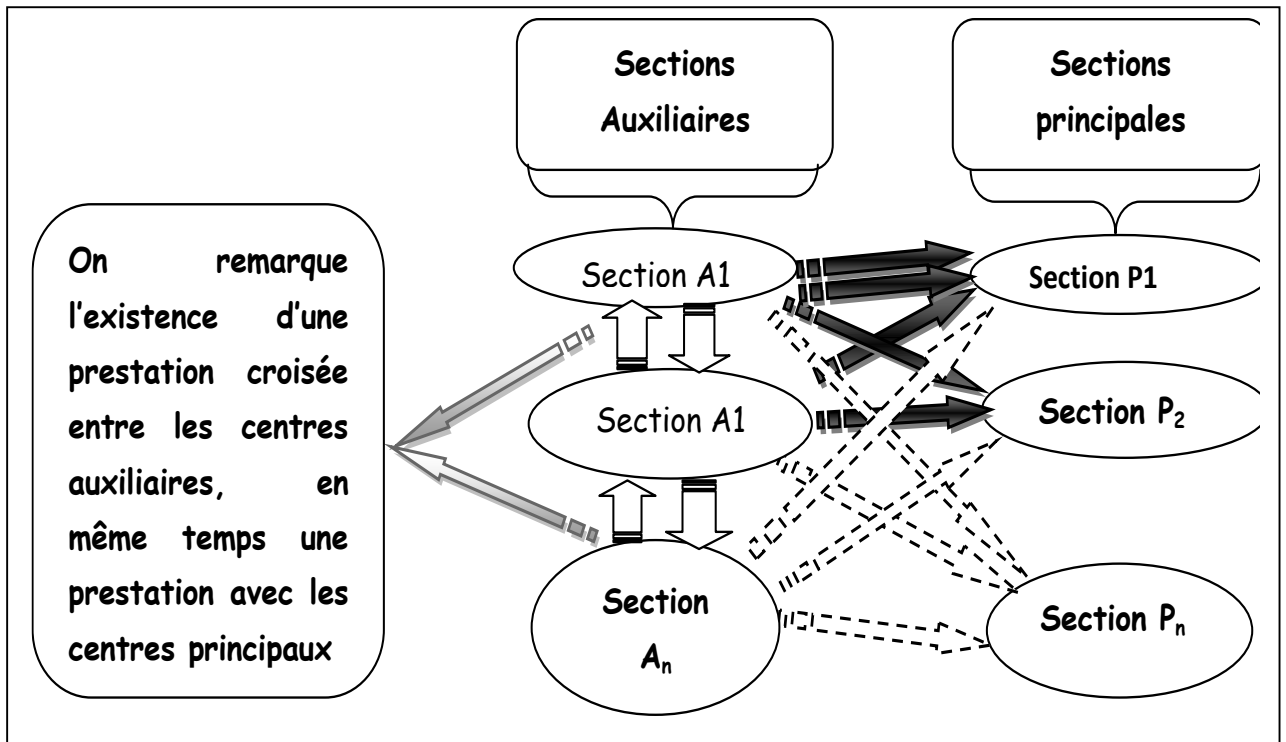 Sections
Auxiliaires
Sections
principales
On remarque
l'existence d'une
prestation croisée
entre les centres
auxiliaires, en
même temps une
prestation avec les
centres principaux
Section A1
Section P1
Section A1
Section P₂
Section
Aₙ
Section Pₙ